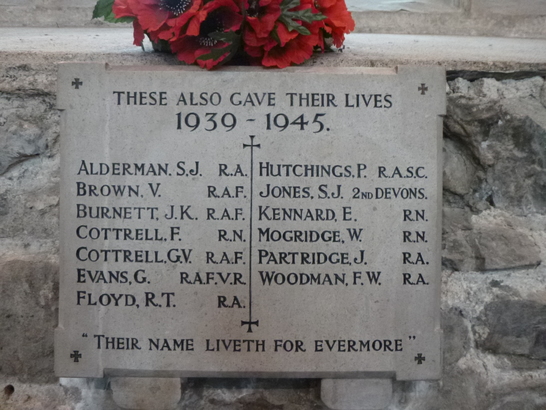 THESE ALSO GAVE THEIR LIVES
1939 - 1945.
ALDERMAN. S.J. R.A.
BROWN. V. R.A.F.
BURNETT, J.K. R.A.F.
COTTRELL. F. R.N.
COTTRELL. G.V. R.A.F.
EVANS, G. R.A.F.V.R.
FLOYD, R.T. R.A.
HUTCHINGS, P. R.A.S.C.
JONES, S.J. 2ND DEVONS.
KENNARD, E. R.N.
MOGRIDGE, W. R.N.
PARTRIDGE, J. R.A.
WOODMAN, F.W. R.A.
"THEIR NAME LIVETH FOR EVERMORE"